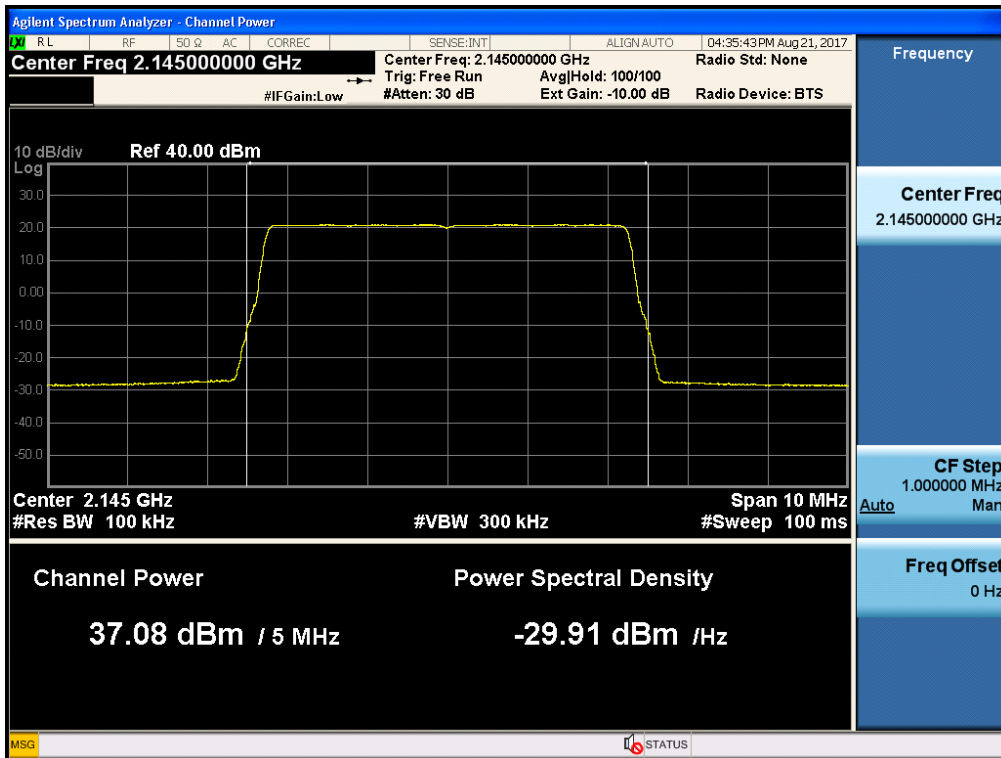 Agilent Spectrum Analyzer - Channel Power
LXI RL RF 50 Ω AC CORREC SENSE:INT ALIGN AUTO 04:35:43 PM Aug 21, 2017
Center Freq 2.145000000 GHz
Center Freq: 2.145000000 GHz
Radio Std: None
Trig: Free Run Avg|Hold: 100/100
#IFGain:Low
#Atten: 30 dB Ext Gain: -10.00 dB Radio Device: BTS
10 dB/div Ref 40.00 dBm
Log
30.0
20.0
10.0
0.00
-10.0
-20.0
-30.0
-40.0
-50.0
Center 2.145 GHz Span 10 MHz
#Res BW 100 kHz #VBW 300 kHz #Sweep 100 ms
Channel Power Power Spectral Density
37.08 dBm / 5 MHz -29.91 dBm /Hz
MSG STATUS
Frequency
Center Freq
2.145000000 GHz
CF Step
1.000000 MHz
Auto Man
Freq Offset
0 Hz